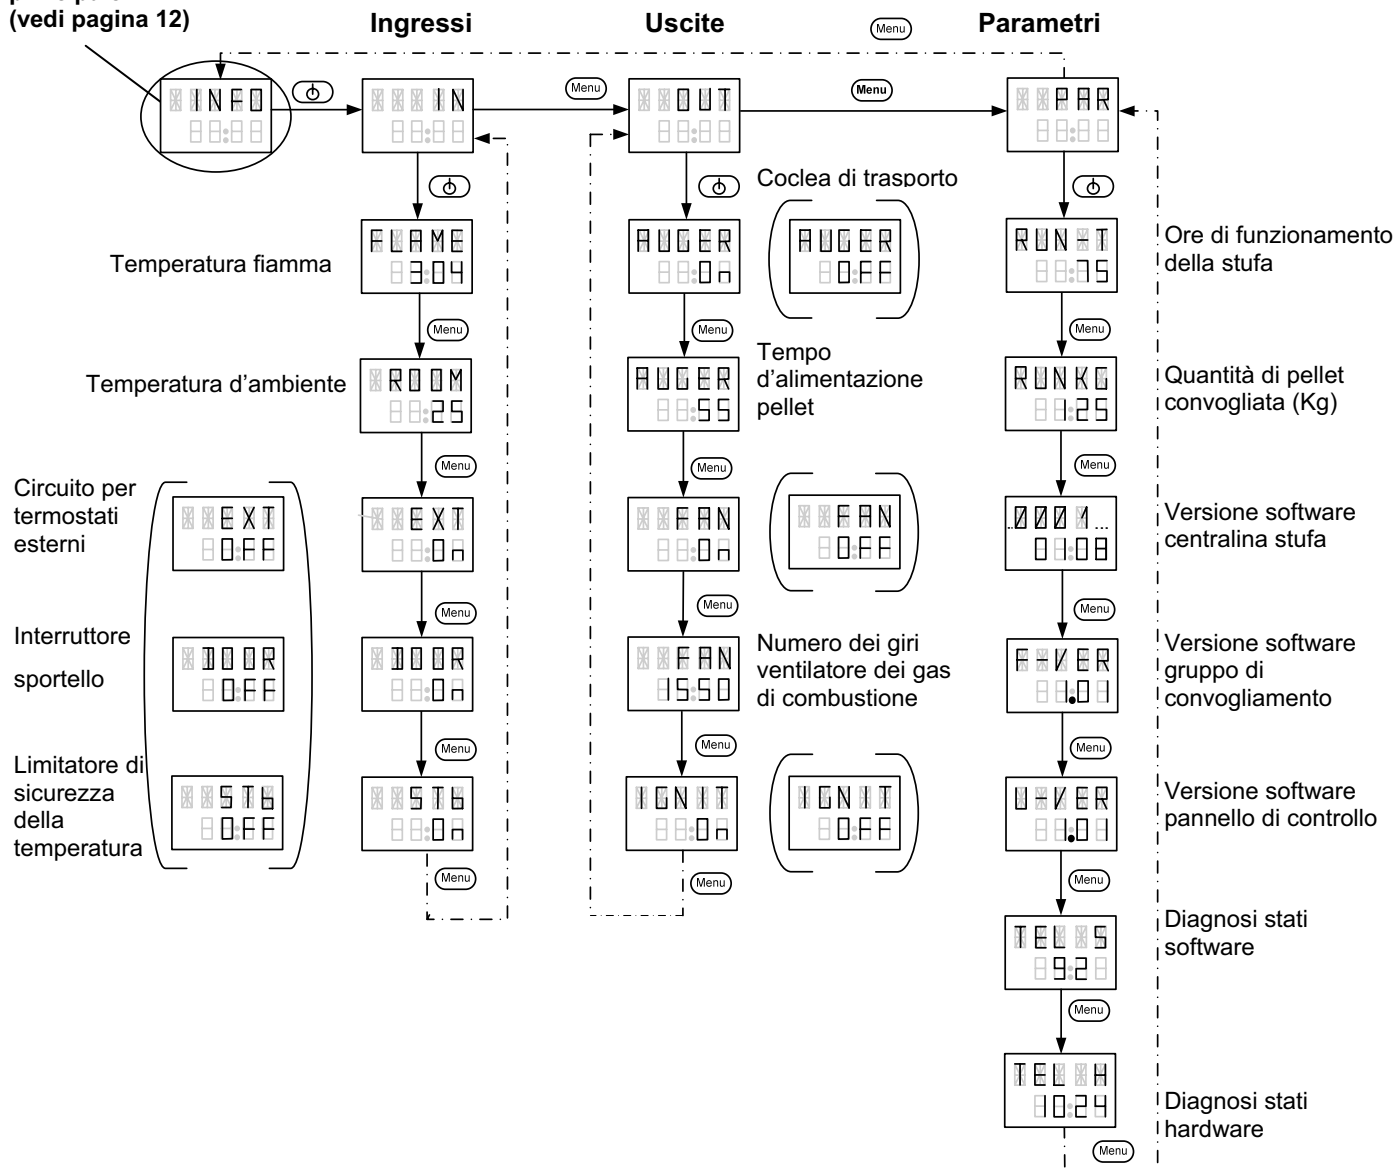 (vedi pagina 12)
Ingressi
Uscite
Menu
Parametri
INFO
IN
Menu
OUT
Menu
PAR
Coclea di trasporto
FLAME
3:04
Temperatura fiamma
AUGER
On
AUGER
OFF
RUN-T
75
Ore di funzionamento
della stufa
Menu
Menu
Menu
Temperatura d'ambiente
ROOM
25
AUGER
55
Tempo
d'alimentazione
pellet
RUNKG
125
Quantità di pellet
convogliata (Kg)
Menu
Menu
Menu
Circuito per
termostati
esterni
EXT
OFF
EXT
On
FAN
On
FAN
OFF
0001...
01:08
Versione software
centralina stufa
Menu
Menu
Menu
Interruttore
sportello
DOOR
OFF
DOOR
On
FAN
15:50
Numero dei giri
ventilatore dei gas
di combustione
F-VER
1.01
Versione software
gruppo di
convogliamento
Menu
Menu
Menu
Limitatore di
sicurezza
della
temperatura
STb
OFF
STb
On
IGNIT
On
IGNIT
OFF
U-VER
1.01
Versione software
pannello di controllo
Menu
Menu
Menu
TEL S
92
Diagnosi stati
software
Menu
TEL H
10:24
Diagnosi stati
hardware
Menu